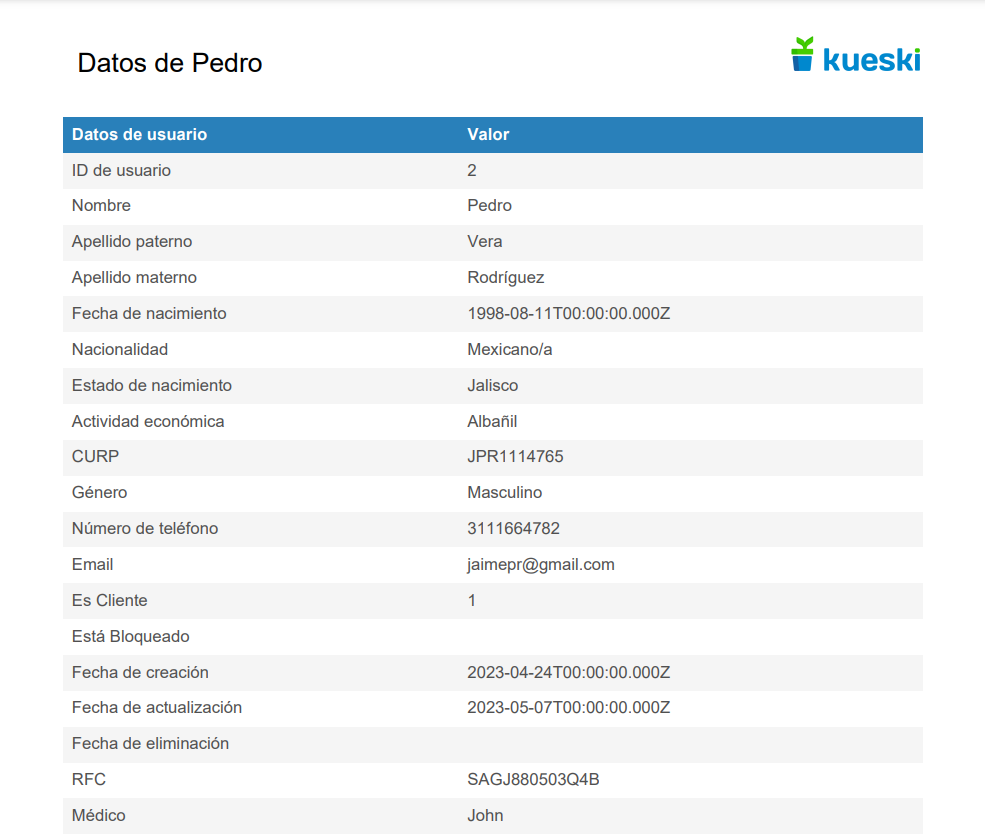 Datos de Pedro
kueski
Datos de usuario Valor
ID de usuario 2
Nombre Pedro
Apellido paterno Vera
Apellido materno Rodríguez
Fecha de nacimiento 1998-08-11T00:00:00.000Z
Nacionalidad Mexicano/a
Estado de nacimiento Jalisco
Actividad económica Albañil
CURP JPR1114765
Género Masculino
Número de teléfono 3111664782
Email jaimepr@gmail.com
Es Cliente 1
Está Bloqueado
Fecha de creación 2023-04-24T00:00:00.000Z
Fecha de actualización 2023-05-07T00:00:00.000Z
Fecha de eliminación
RFC SAGJ880503Q4B
Médico John